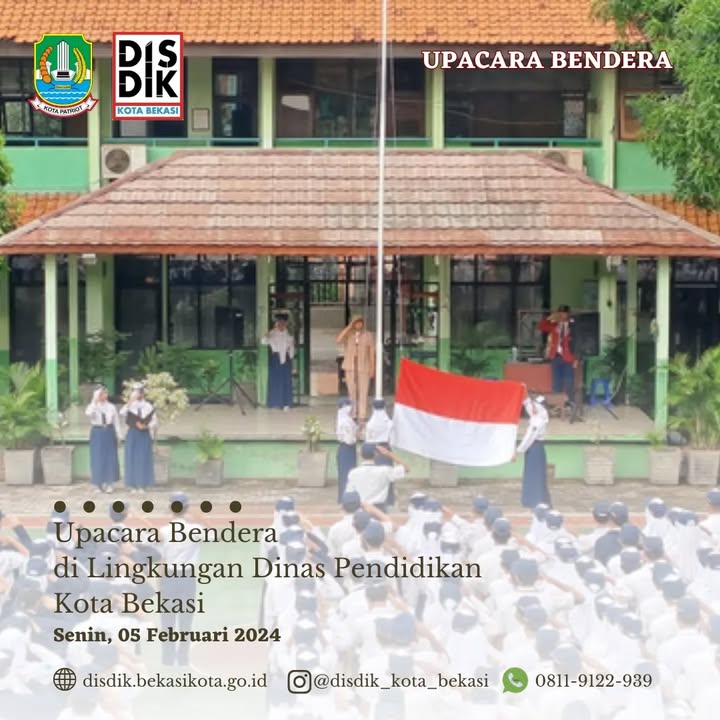 KOTA PATRIOT
DIS
DIK
KOTA BEKASI
UPACARA BENDERA
Upacara Bendera
di Lingkungan Dinas Pendidikan
Kota Bekasi
Senin, 05 Februari 2024
disdik.bekasikota.go.id
@disdik_kota_bekasi
0811-9122-939